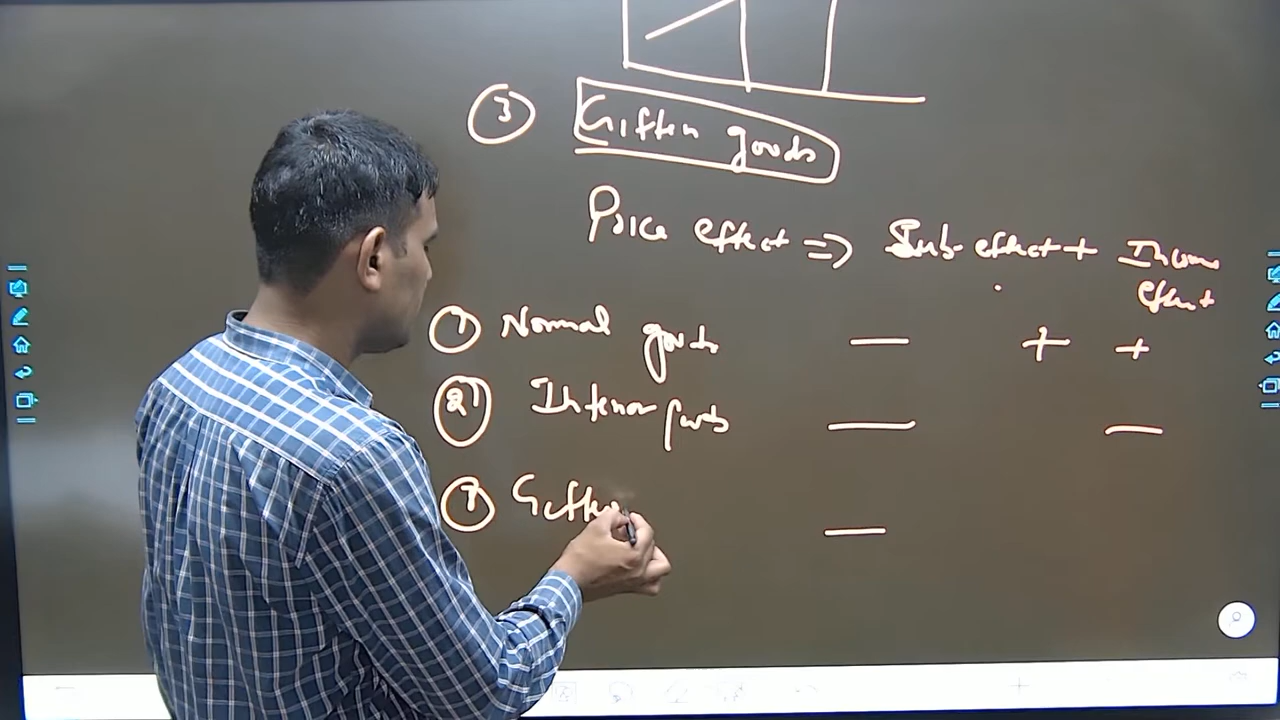 3 Giffen goods
Price effect => Sub-effect + Income
effect
1 Normal goods — + +
2 Inferior goods — —
3 Giffen —